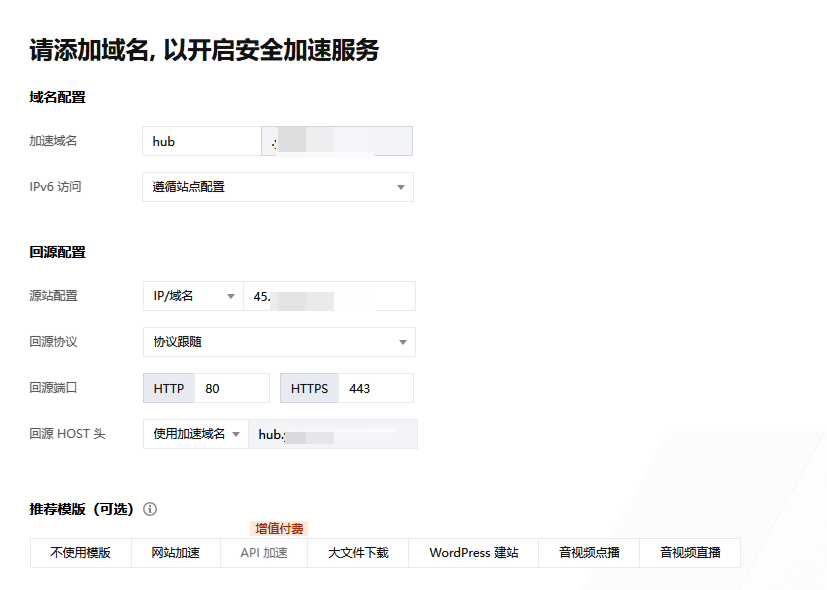 请添加域名, 以开启安全加速服务
域名配置
加速域名 hub
IPv6 访问 遵循站点配置
回源配置
源站配置 IP/域名 45.
回源协议 协议跟随
回源端口 HTTP 80 HTTPS 443
回源 HOST 头 使用加速域名 hub.
推荐模版（可选）
增值付费
不使用模版 网站加速 API 加速 大文件下载 WordPress 建站 音视频点播 音视频直播